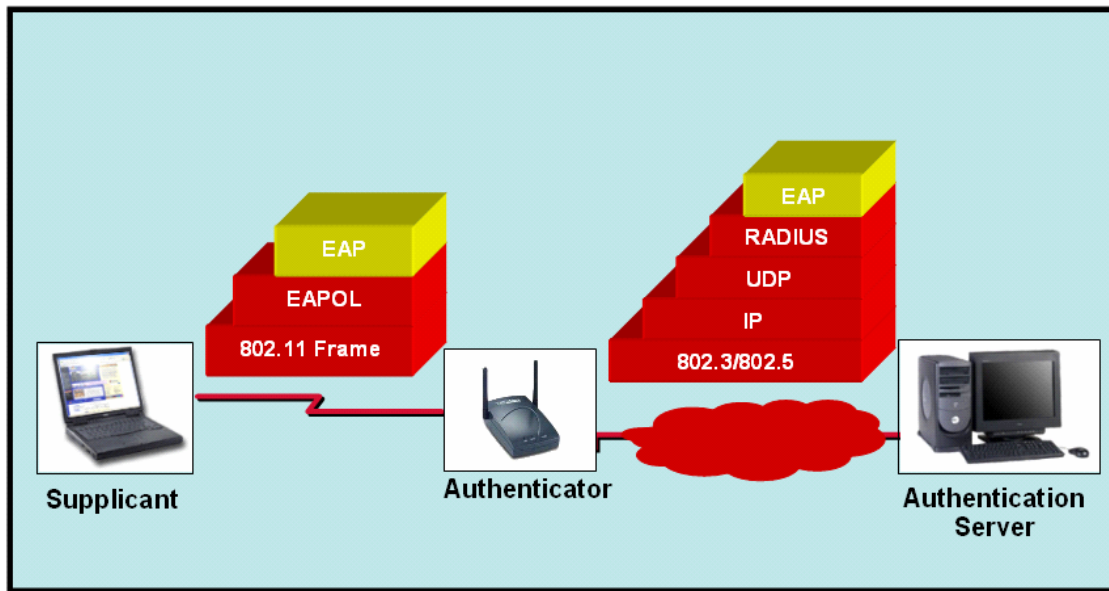 EAP
EAPOL
802.11 Frame
EAP
RADIUS
UDP
IP
802.3/802.5
Supplicant
Authenticator
Authentication
Server